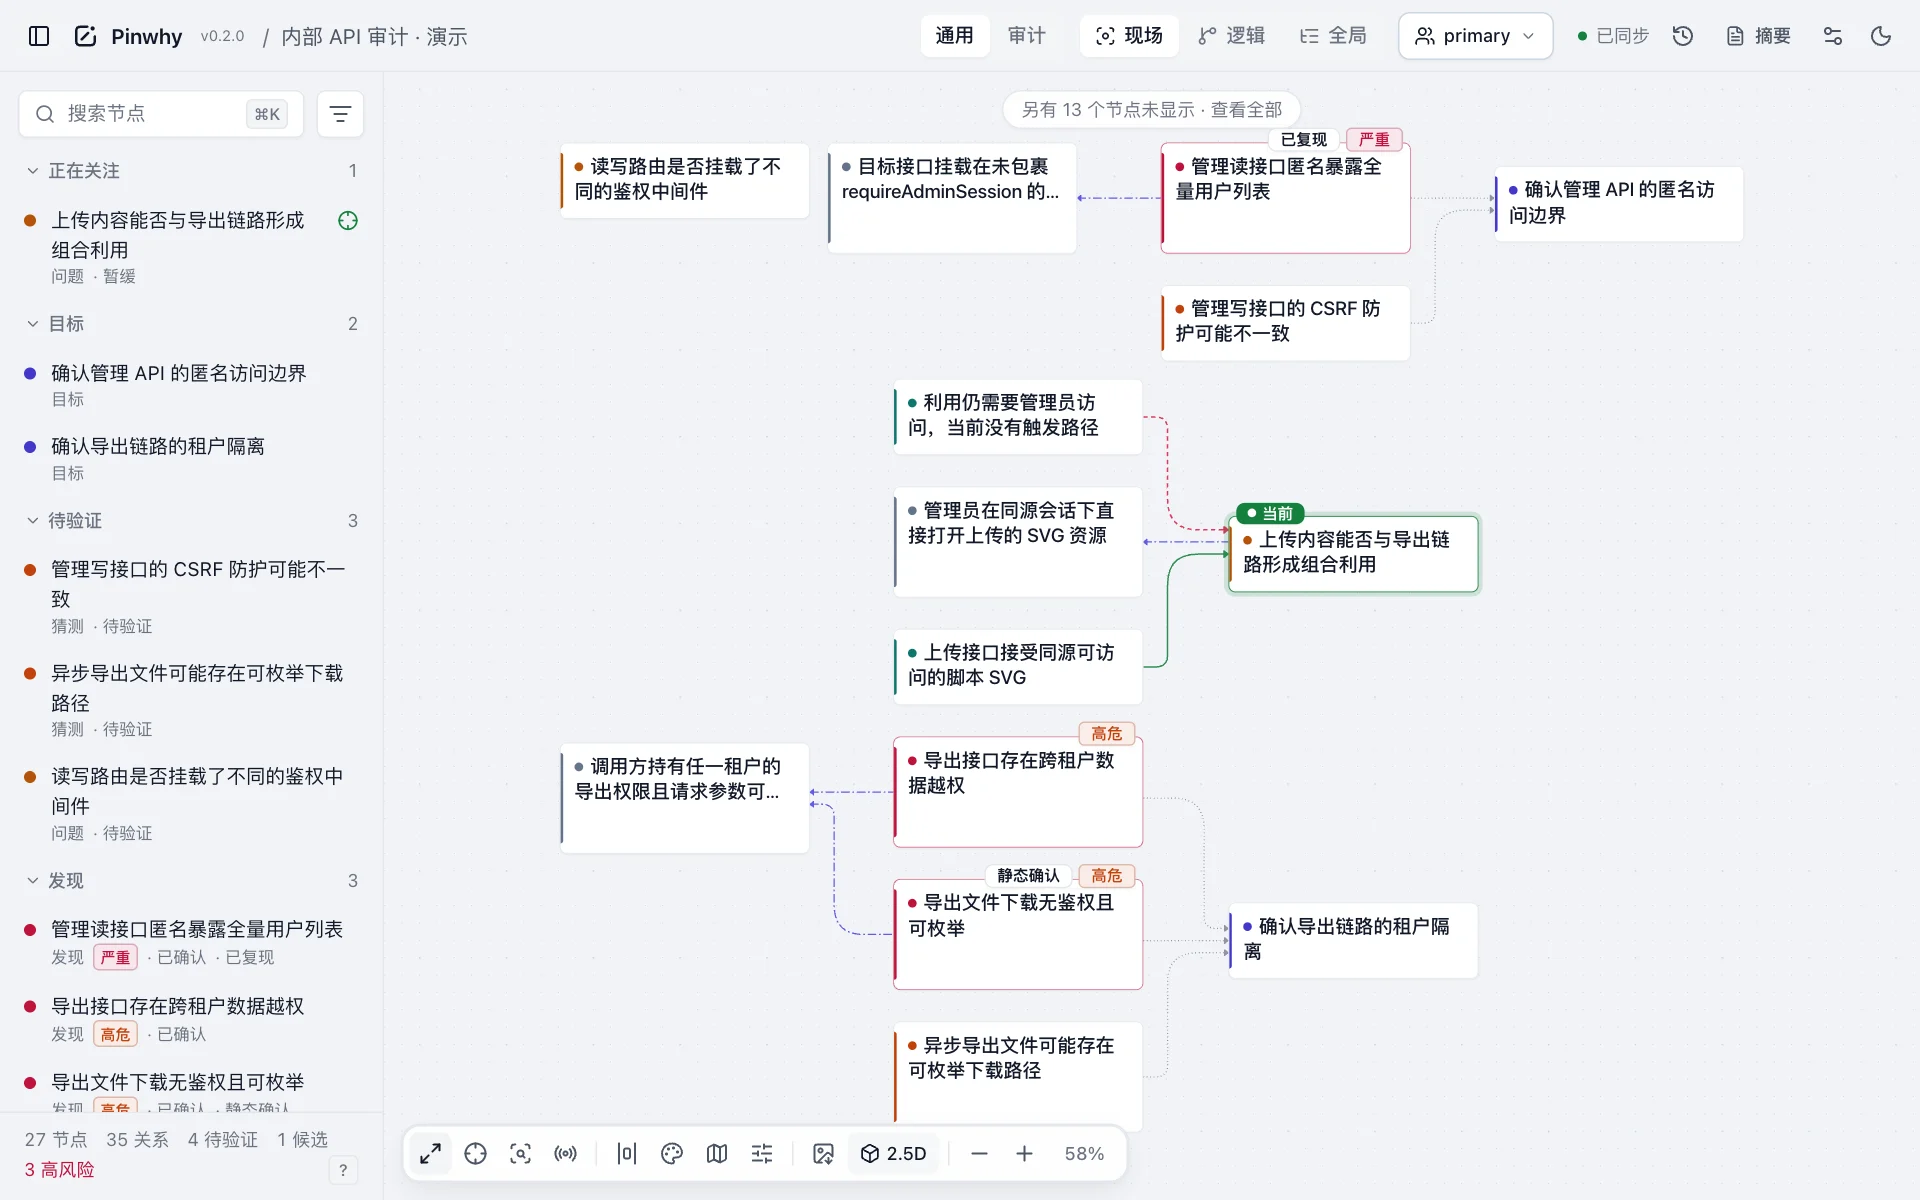 Pinwhy v0.2.0 / 内部 API 审计 · 演示
通用 审计 现场 逻辑 全局 primary 已同步 摘要
搜索节点 ⌘K
正在关注 1
上传内容能否与导出链路形成
组合利用
问题 · 暂缓
目标 2
确认管理 API 的匿名访问边界
目标
确认导出链路的租户隔离
目标
待验证 3
管理写接口的 CSRF 防护可能不一
致
猜测 · 待验证
异步导出文件可能存在可枚举下载
路径
猜测 · 待验证
读写路由是否挂载了不同的鉴权中
间件
问题 · 待验证
发现 3
管理读接口匿名暴露全量用户列表
发现 严重 · 已确认 · 已复现
导出接口存在跨租户数据越权
发现 高危 · 已确认
导出文件下载无鉴权且可枚举
发现 高危 · 已确认 · 静态确认
27 节点 35 关系 4 待验证 1 候选
3 高风险 ?
另有 13 个节点未显示 · 查看全部
读写路由是否挂载了不
同的鉴权中间件
目标接口挂载在未包裹
requireAdminSession 的...
已复现 严重
管理读接口匿名暴露全
量用户列表
确认管理 API 的匿名访
问边界
管理写接口的 CSRF 防
护可能不一致
利用仍需要管理员访
问，当前没有触发路径
管理员在同源会话下直
接打开上传的 SVG 资源
当前
上传内容能否与导出链
路形成组合利用
上传接口接受同源可访
问的脚本 SVG
调用方持有任一租户的
导出权限且请求参数可...
高危
导出接口存在跨租户数
据越权
静态确认 高危
导出文件下载无鉴权且
可枚举
确认导出链路的租户隔
离
异步导出文件可能存在
可枚举下载路径
2.5D 58%